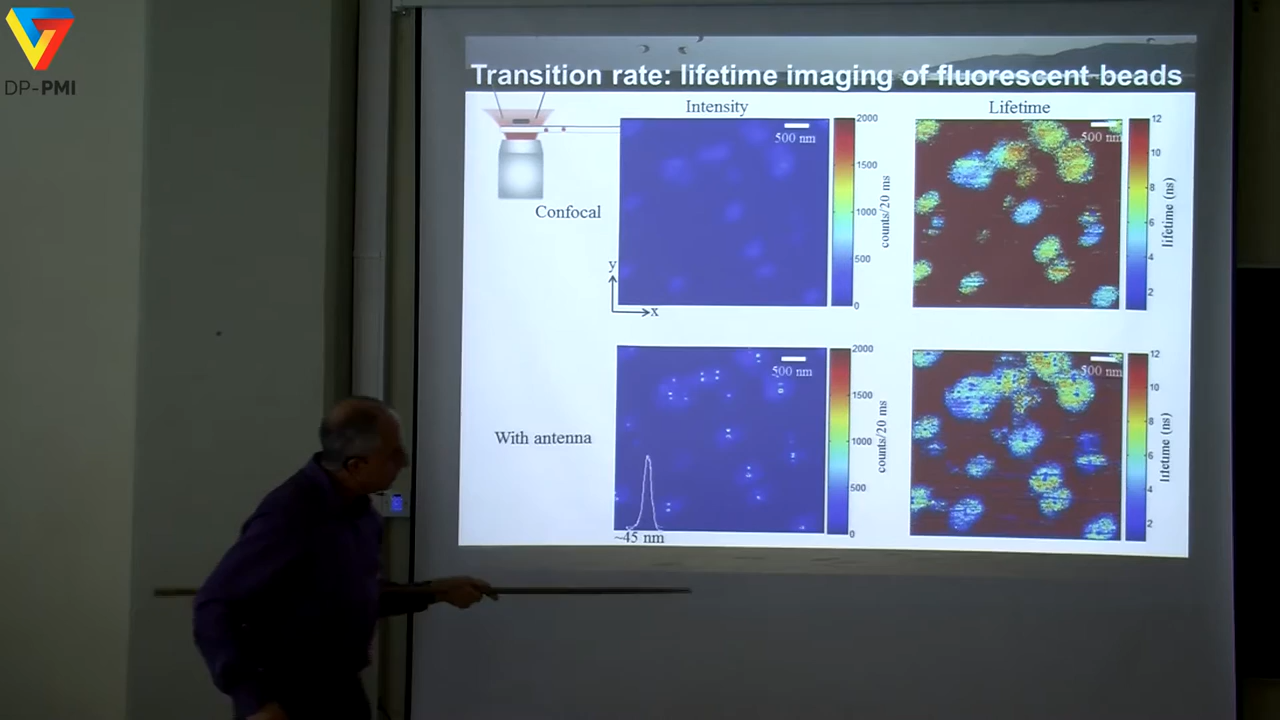 DP-PMI
Transition rate: lifetime imaging of fluorescent beads
Intensity
Lifetime
500 nm
2000
1500
1000
500
0
counts/20 ms
500 nm
12
10
8
6
4
2
lifetime (ns)
Confocal
y
x
500 nm
2000
1500
1000
500
0
counts/20 ms
500 nm
12
10
8
6
4
2
lifetime (ns)
With antenna
~45 nm